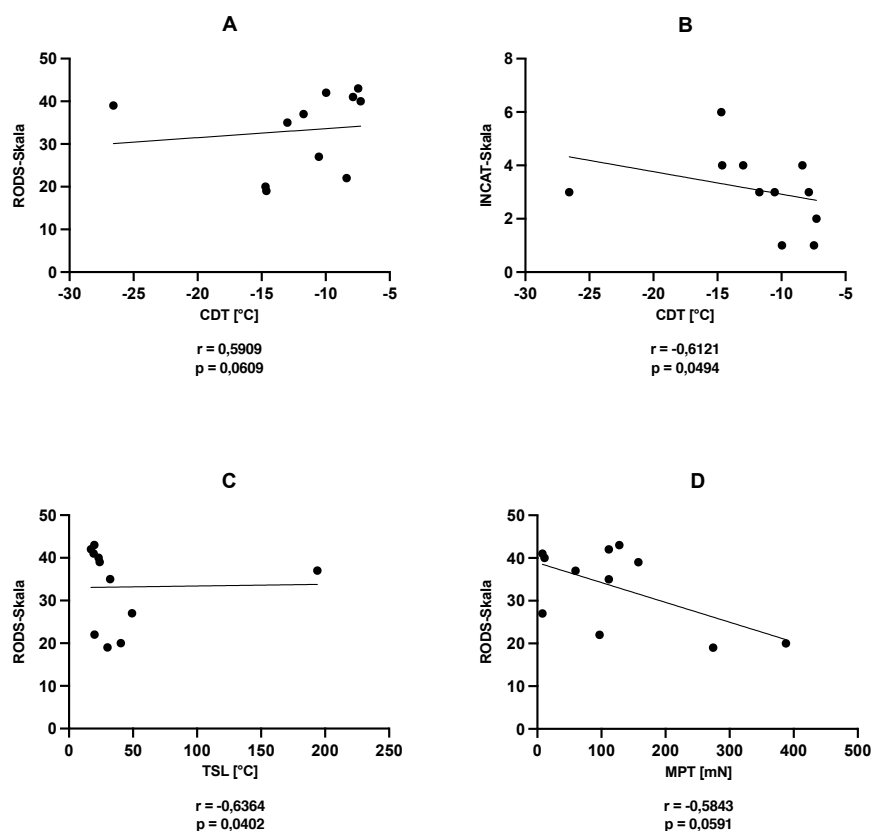 A
50
40
30
20
10
0
RODS-Skala
-30 -25 -20 -15 -10 -5
CDT [°C]
r = 0,5909
p = 0,0609
B
8
6
4
2
0
INCAT-Skala
-30 -25 -20 -15 -10 -5
CDT [°C]
r = -0,6121
p = 0,0494
C
50
40
30
20
10
0
RODS-Skala
0 50 100 150 200 250
TSL [°C]
r = -0,6364
p = 0,0402
D
50
40
30
20
10
0
RODS-Skala
0 100 200 300 400 500
MPT [mN]
r = -0,5843
p = 0,0591